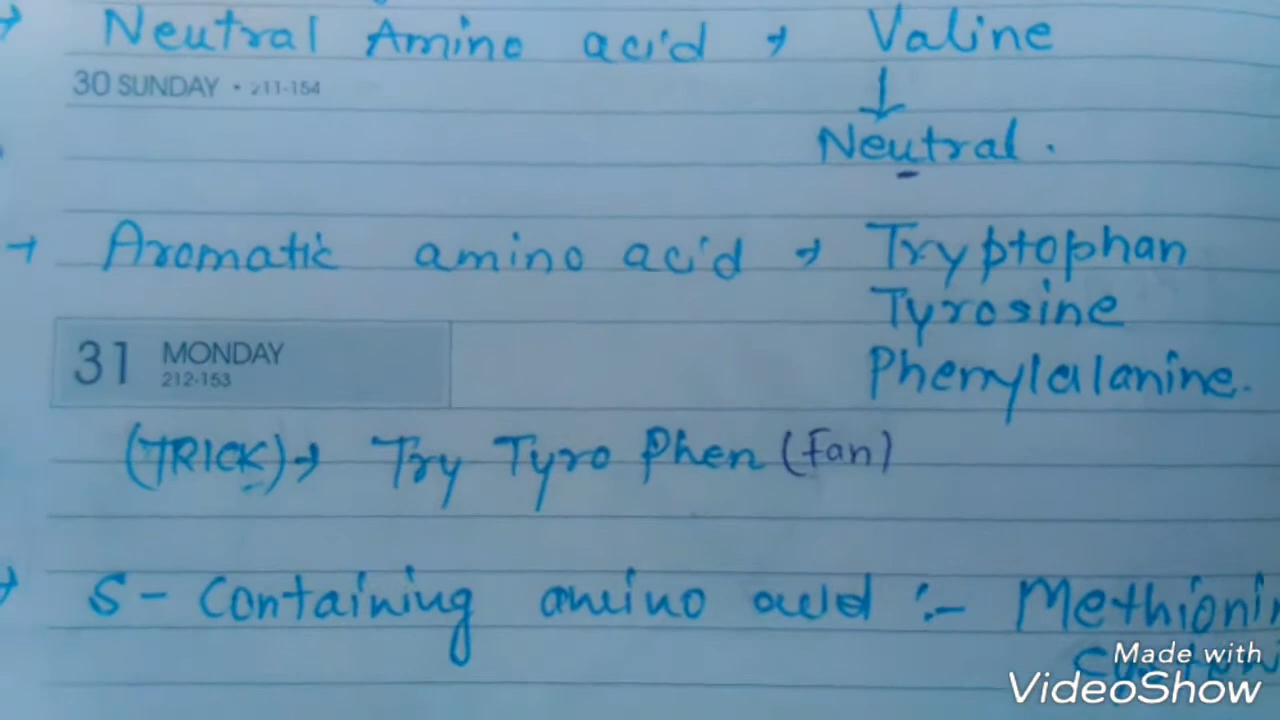 → Neutral Amino acid → Valine
30 SUNDAY • 211-154
↓
Neutral.
→ Aromatic amino acid → Tryptophan
Tyrosine
Phenylalanine.
31 MONDAY
212-153
(TRICK) → Try Tyro Phen (Fan)
→ S - Containing amino acid :- Methionin
Made with
VideoShow